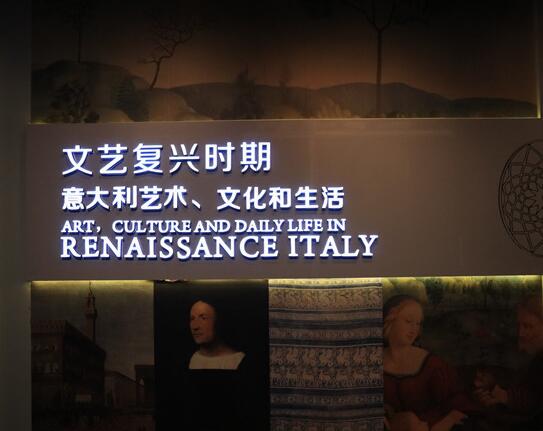 文艺复兴时期
意大利艺术、文化和生活
ART，CULTURE AND DAILY LIFE IN
RENAISSANCE ITALY